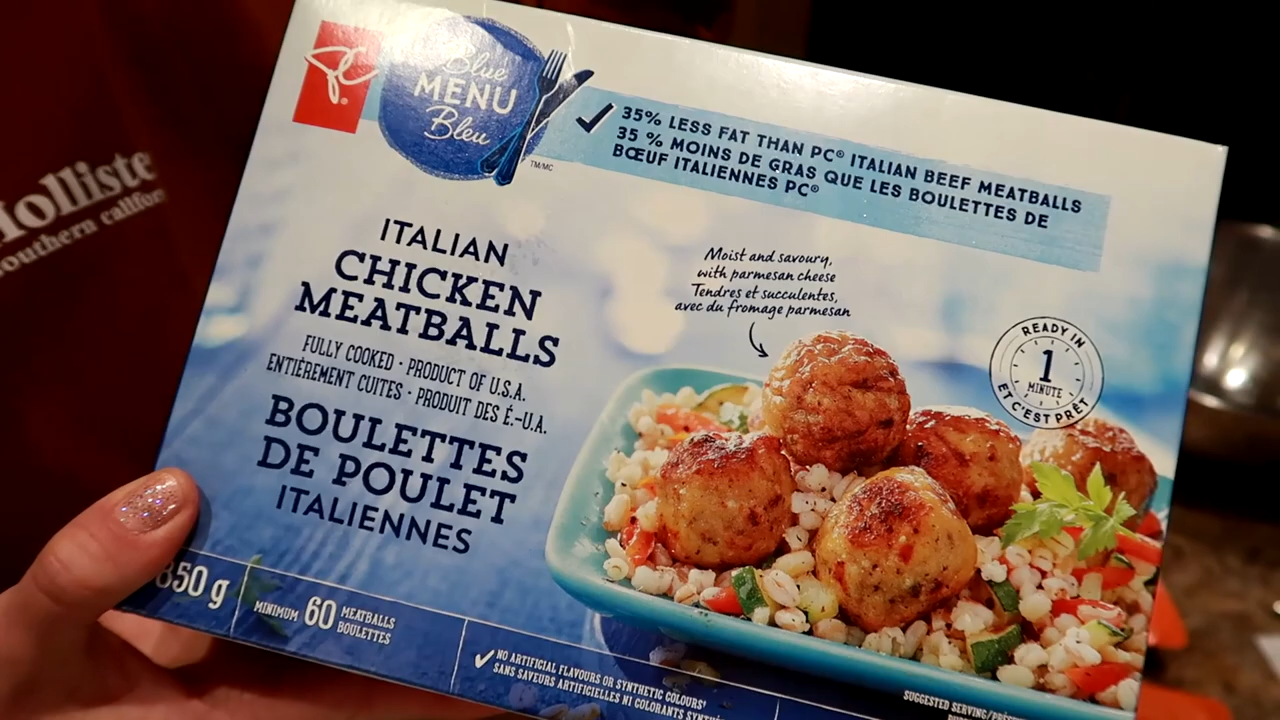 PC®
Blue
MENU
Bleu
TM/MC
35% LESS FAT THAN PC® ITALIAN BEEF MEATBALLS
35 % MOINS DE GRAS QUE LES BOULETTES DE
BŒUF ITALIENNES PC®
Holliste
outhern califor
ITALIAN
CHICKEN
MEATBALLS
FULLY COOKED · PRODUCT OF U.S.A.
ENTIÈREMENT CUITES · PRODUIT DES É.-U.A.
BOULETTES
DE POULET
ITALIENNES
Moist and savoury,
with parmesan cheese
Tendres et succulentes,
avec du fromage parmesan
READY IN
1
MINUTE
ET C'EST PRÊT
850 g
MINIMUM 60 MEATBALLS
BOULETTES
NO ARTIFICIAL FLAVOURS OR SYNTHETIC COLOURS
SANS SAVEURS ARTIFICIELLES NI COLORANTS
SUGGESTED SERVING